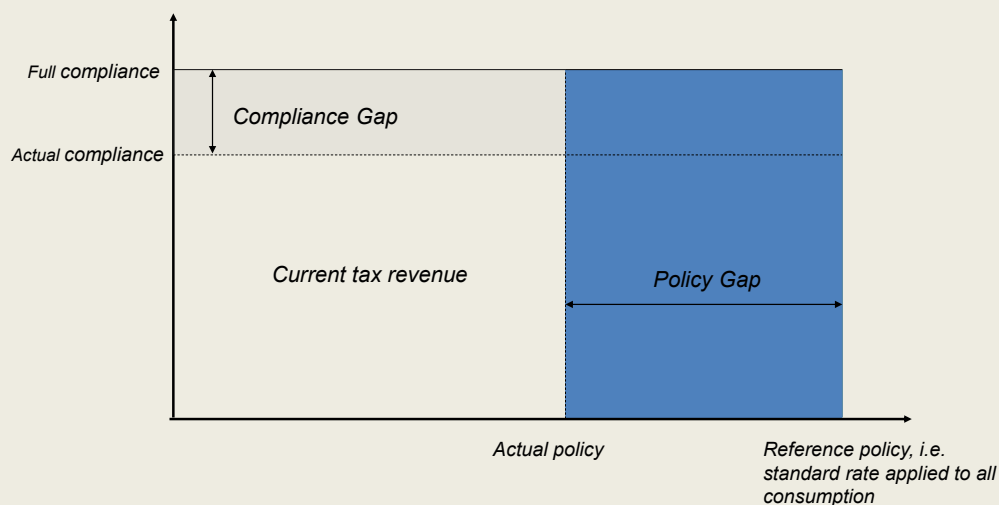 Full compliance
Compliance Gap
Actual compliance
Current tax revenue
Policy Gap
Actual policy
Reference policy, i.e.
standard rate applied to all
consumption